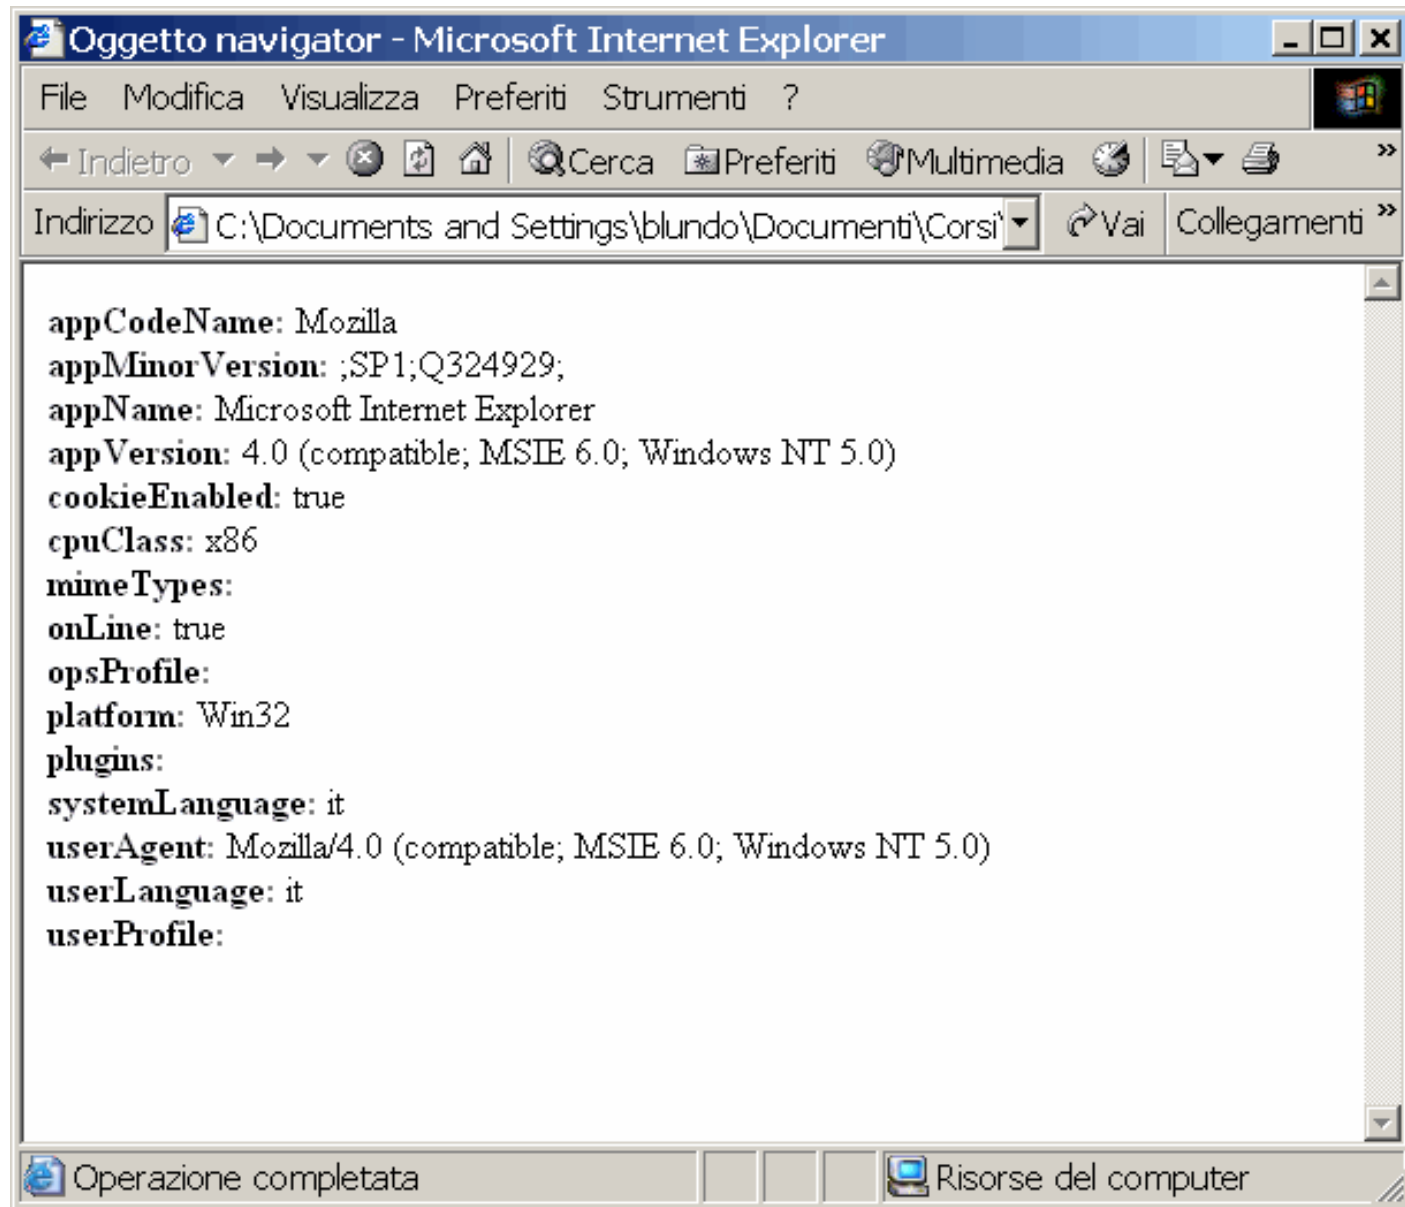 Oggetto navigator - Microsoft Internet Explorer
File Modifica Visualizza Preferiti Strumenti ?
Indietro Cerca Preferiti Multimedia »
Indirizzo C:\Documents and Settings\blundo\Documenti\Corsi\ Vai Collegamenti »
appCodeName: Mozilla
appMinorVersion: ;SP1;Q324929;
appName: Microsoft Internet Explorer
appVersion: 4.0 (compatible; MSIE 6.0; Windows NT 5.0)
cookieEnabled: true
cpuClass: x86
mimeTypes:
onLine: true
opsProfile:
platform: Win32
plugins:
systemLanguage: it
userAgent: Mozilla/4.0 (compatible; MSIE 6.0; Windows NT 5.0)
userLanguage: it
userProfile:
Operazione completata Risorse del computer